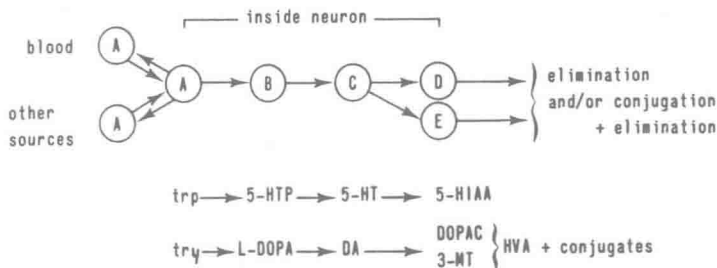 inside neuron
blood
A
A
B
C
D
elimination
and/or conjugation
+ elimination
other
sources
A
E
trp → 5-HTP → 5-HT → 5-HIAA
try → L-DOPA → DA → DOPAC
3-MT
HVA + conjugates